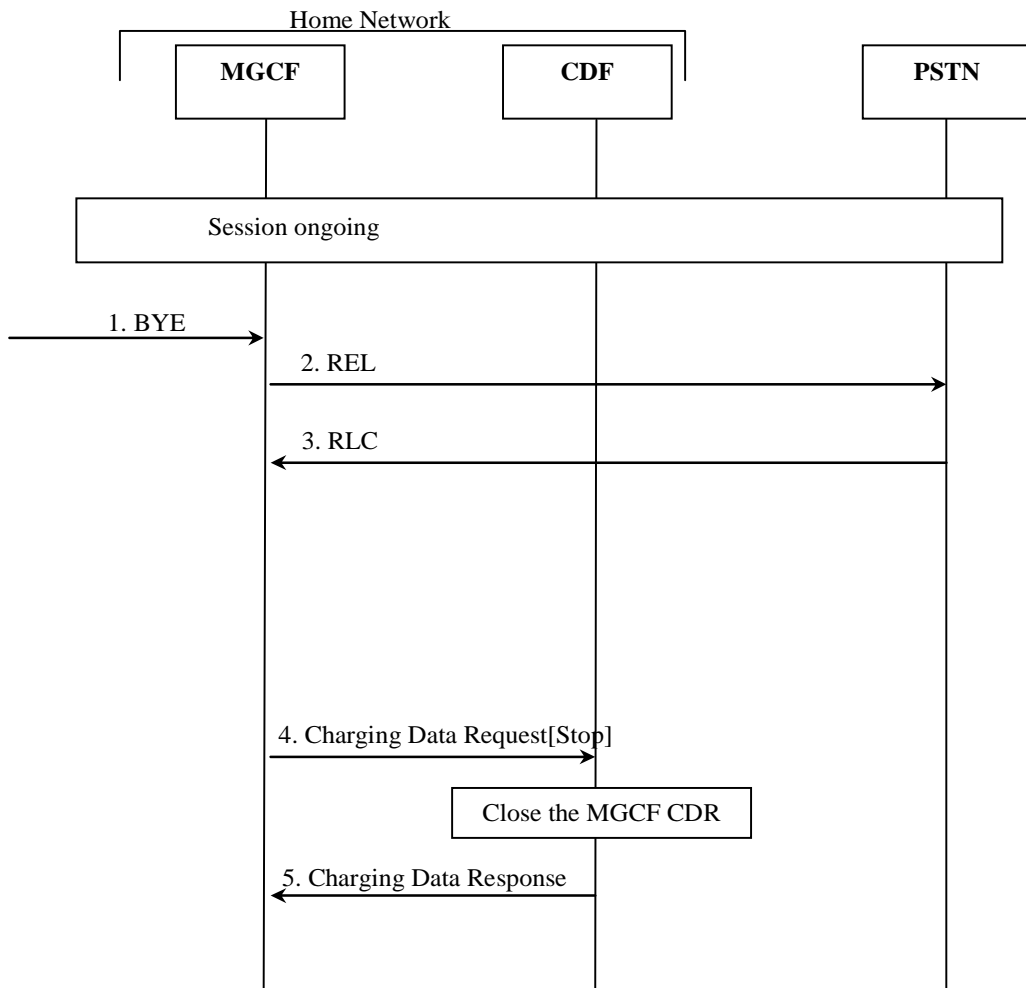 Home Network
MGCF
CDF
PSTN
Session ongoing
1. BYE
2. REL
3. RLC
4. Charging Data Request[Stop]
Close the MGCF CDR
5. Charging Data Response